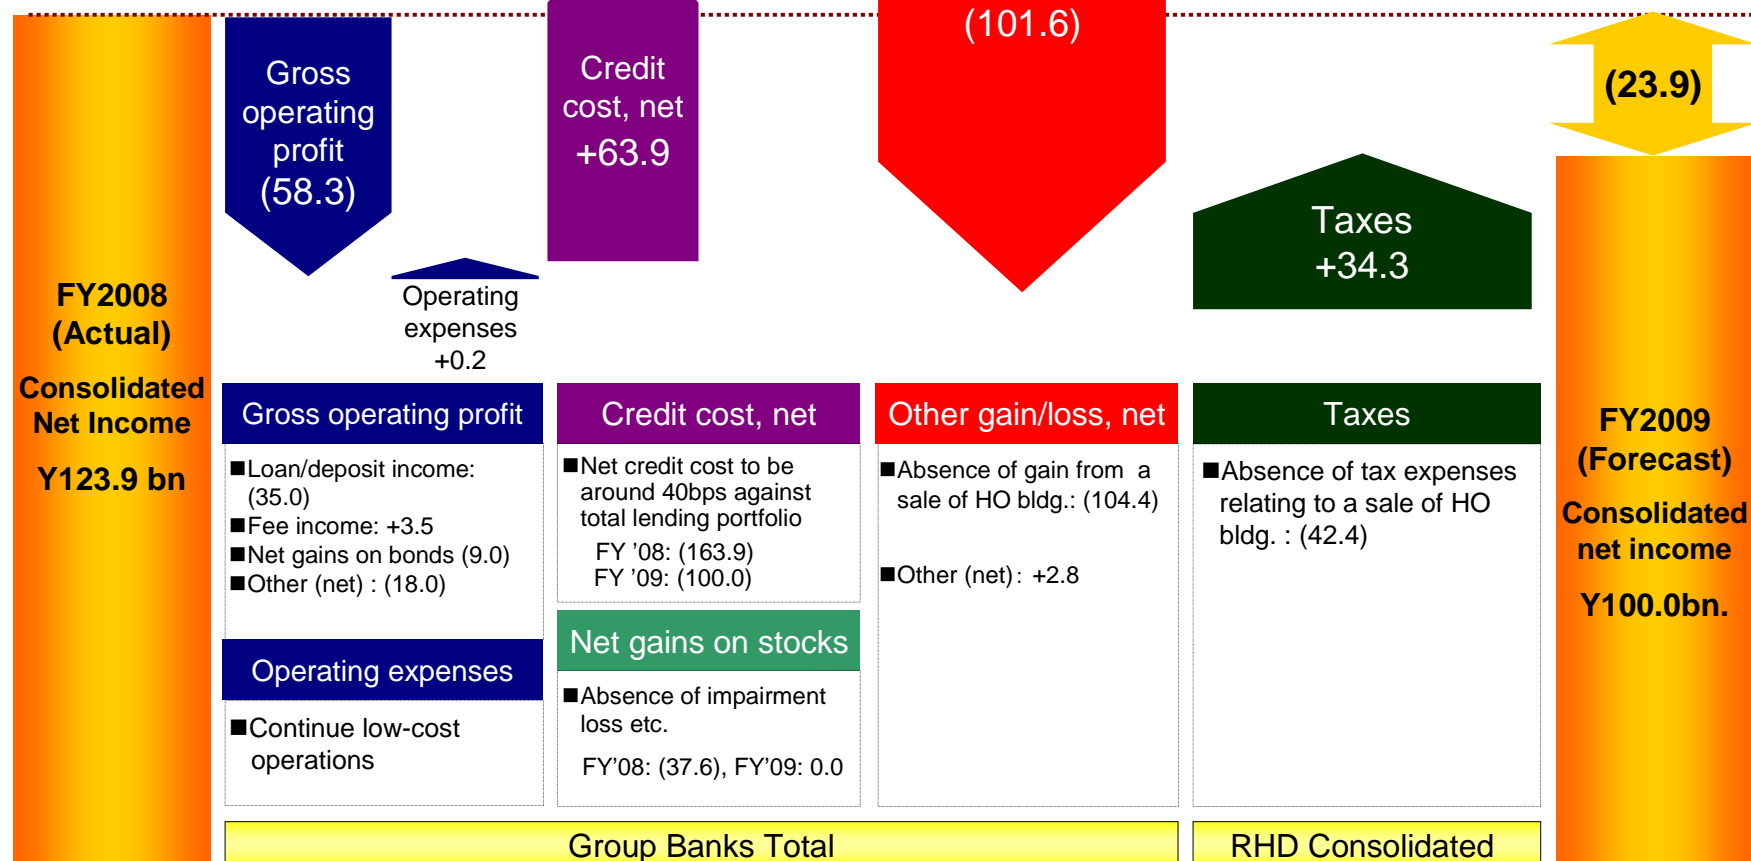 FY2008
(Actual)
Consolidated
Net Income
Y123.9 bn
Gross
operating
profit
(58.3)
Operating
expenses
+0.2
Credit
cost, net
+63.9
(101.6)
Taxes
+34.3
(23.9)
Gross operating profit
■Loan/deposit income:
(35.0)
■Fee income: +3.5
■Net gains on bonds (9.0)
■Other (net) : (18.0)
Operating expenses
■Continue low-cost
operations
Credit cost, net
■Net credit cost to be
around 40bps against
total lending portfolio
FY '08: (163.9)
FY '09: (100.0)
Net gains on stocks
■Absence of impairment
loss etc.
FY'08: (37.6), FY'09: 0.0
Other gain/loss, net
■Absence of gain from a
sale of HO bldg.: (104.4)
■Other (net): +2.8
Taxes
■Absence of tax expenses
relating to a sale of HO
bldg. : (42.4)
FY2009
(Forecast)
Consolidated
net income
Y100.0bn.
Group Banks Total
RHD Consolidated